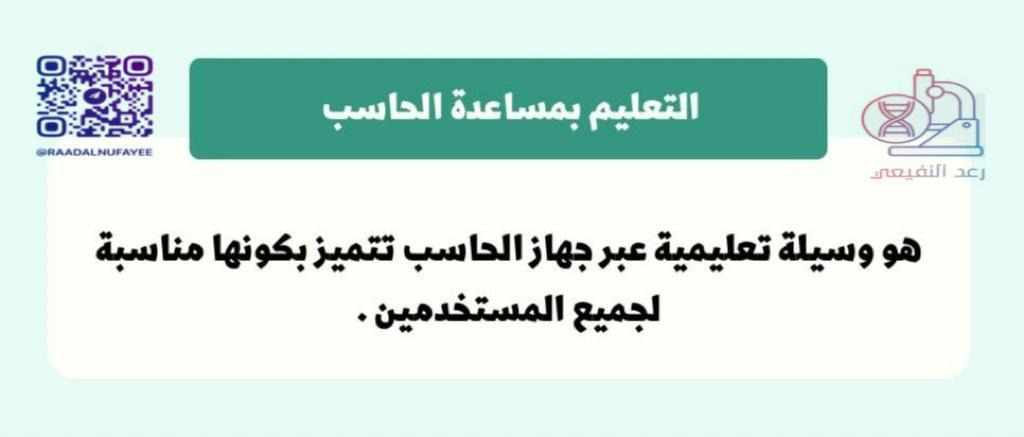 التعليم بمساعدة الحاسب
@RAADALNUFAYEE
رعد النفيعي
هو وسيلة تعليمية عبر جهاز الحاسب تتميز بكونها مناسبة
لجميع المستخدمين .